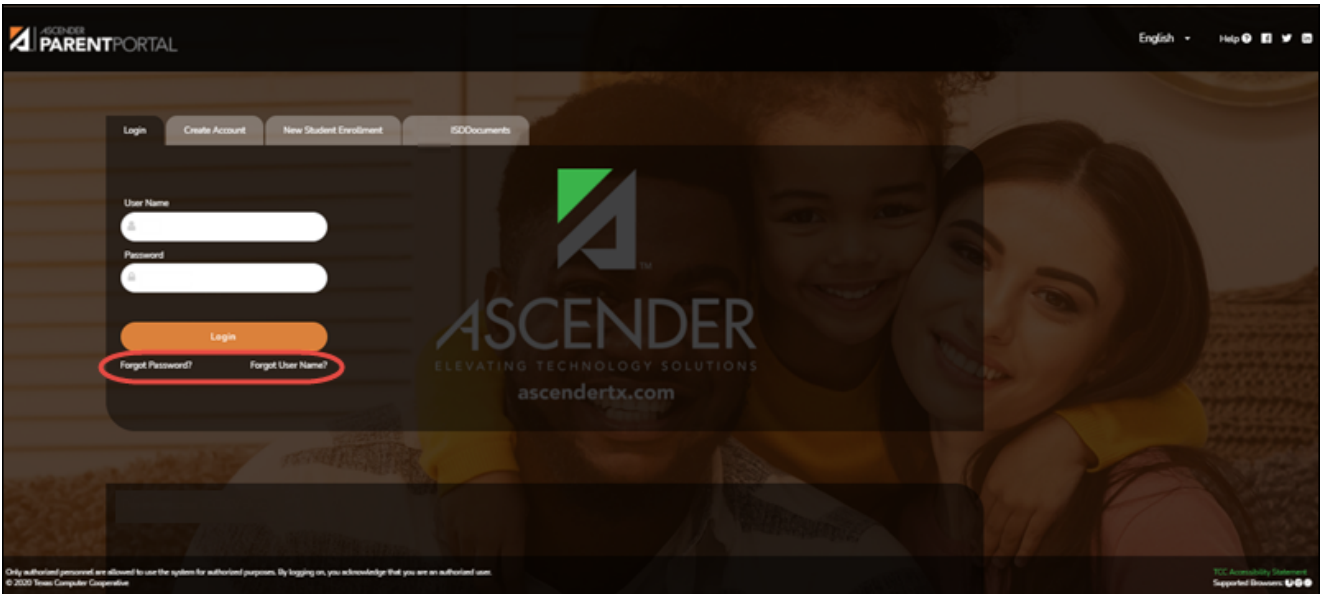 ASCENDER
PARENTPORTAL
English
Help
Login
Create Account
New Student Enrollment
ISDDocuments
User Name
Password
Login
Forgot Password?
Forgot User Name?
TM
ASCENDER
ELEVATING TECHNOLOGY SOLUTIONS
ascendertx.com
Only authorized personnel are allowed to use the system for authorized purposes. By logging on, you acknowledge that you are an authorized user.
© 2020 Texas Computer Cooperative
TCC Accessibility Statement
Supported Browsers: